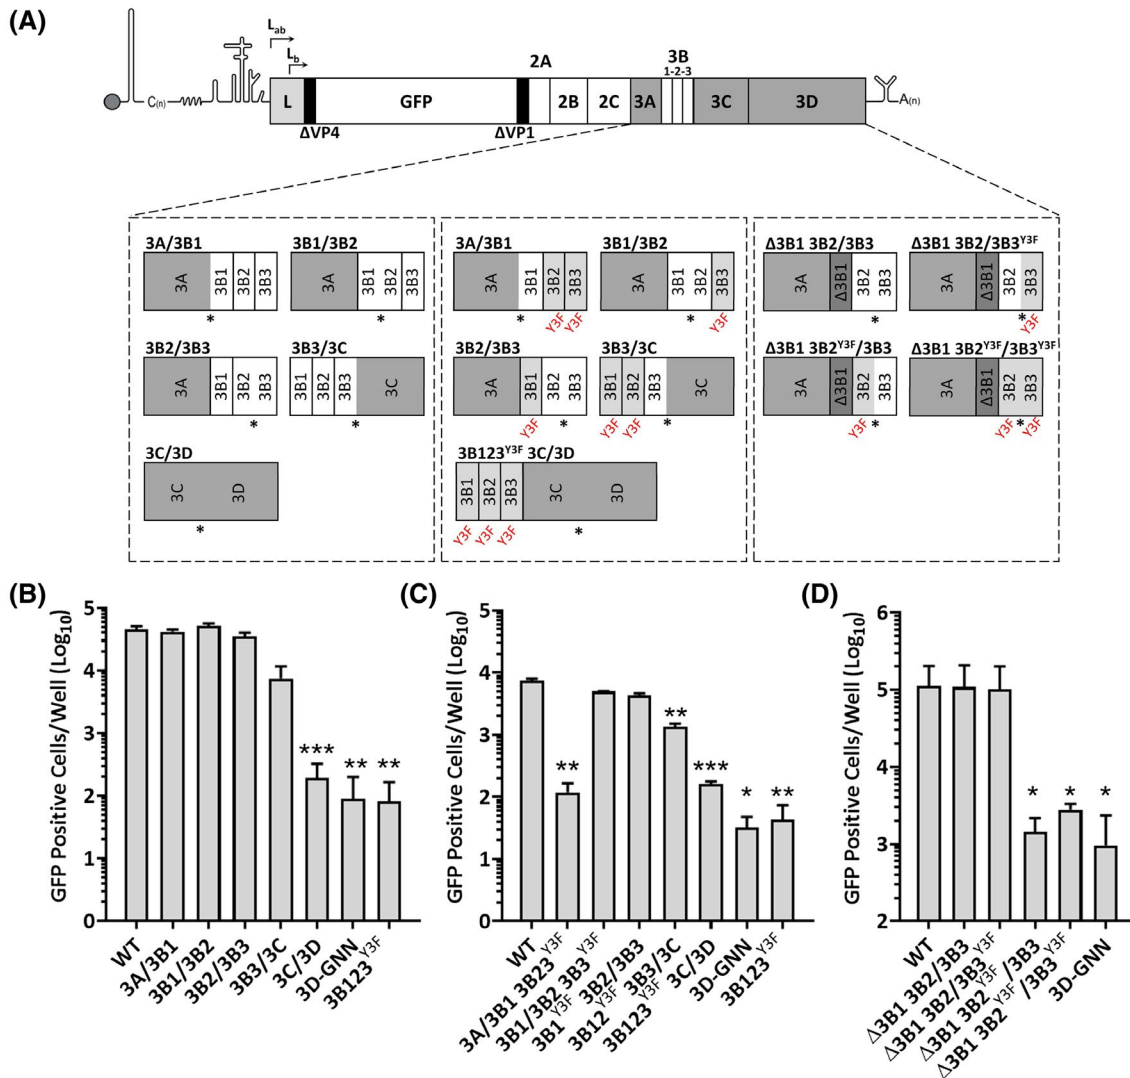 (A)
Lab
Lb
2A
3B
1-2-3
C(n)
L
GFP
2B
2C
3A
3C
3D
A(n)
ΔVP4
ΔVP1
3A/3B1
3A
3B1
3B2
3B3
*
3B1/3B2
3A
3B1
3B2
3B3
*
3B2/3B3
3A
3B1
3B2
3B3
*
3B3/3C
3B1
3B2
3B3
3C
*
3C/3D
3C
3D
*
3A/3B1
3A
3B1
3B2
3B3
*
Y3F
Y3F
3B1/3B2
3A
3B1
3B2
3B3
*
Y3F
3B2/3B3
3A
3B1
3B2
3B3
Y3F
*
3B3/3C
3B1
3B2
3B3
3C
Y3F
Y3F
*
3B123Y3F 3C/3D
3B1
3B2
3B3
3C
3D
Y3F
Y3F
Y3F
*
Δ3B1 3B2/3B3
3A
Δ3B1
3B2
3B3
*
Δ3B1 3B2/3B3Y3F
3A
Δ3B1
3B2
3B3
*
Y3F
Δ3B1 3B2Y3F/3B3
3A
Δ3B1
3B2
3B3
Y3F
*
Δ3B1 3B2Y3F/3B3Y3F
3A
Δ3B1
3B2
3B3
Y3F
*
Y3F
(B)
GFP Positive Cells/Well (Log10)
5
4
3
2
1
0
***
**
**
WT
3A/3B1
3B1/3B2
3B2/3B3
3B3/3C
3C/3D
3D-GNN
3B123Y3F
(C)
GFP Positive Cells/Well (Log10)
5
4
3
2
1
0
**
**
***
*
**
WT
3A/3B1 3B23Y3F
3B1/3B2 3B3Y3F
3B1Y3F 3B2/3B3
3B12Y3F 3B3/3C
3B123Y3F 3C/3D
3D-GNN
3B123Y3F
(D)
GFP Positive Cells/Well (Log10)
6
5
4
3
2
*
*
*
WT
Δ3B1 3B2/3B3
Δ3B1 3B2/3B3Y3F
Δ3B1 3B2Y3F/3B3
Δ3B1 3B2Y3F/3B3Y3F
3D-GNN